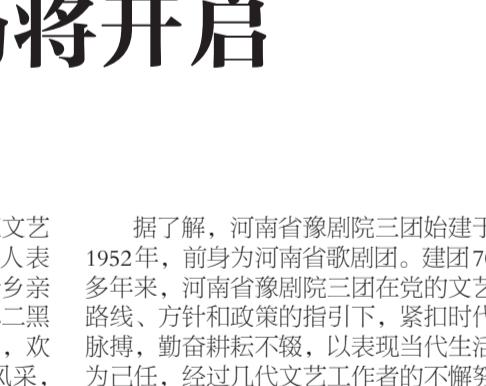 将开启
文艺
人表
乡亲
二黑
，欢
风采，
据了解，河南省豫剧院三团始建于
1952年，前身为河南省歌剧团。建团7
多年来，河南省豫剧院三团在党的文艺
路线、方针和政策的指引下，紧扣时代
脉搏，勤奋耕耘不辍，以表现当代生活
为己任，经过几代文艺工作者的不懈努